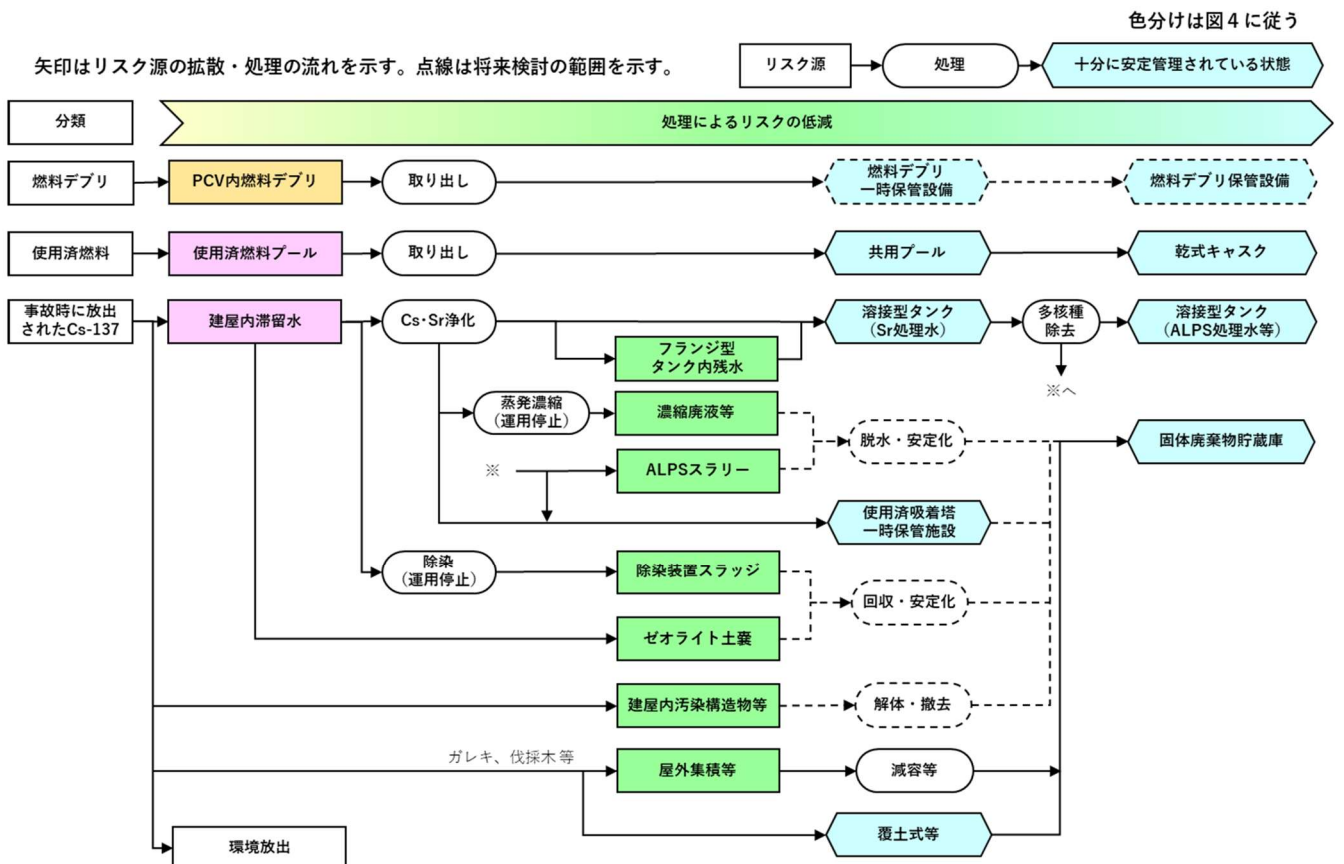 色分けは図4に従う
矢印はリスク源の拡散・処理の流れを示す。点線は将来検討の範囲を示す。
リスク源
処理
十分に安定管理されている状態
分類
処理によるリスクの低減
燃料デブリ
PCV内燃料デブリ
取り出し
燃料デブリ
一時保管設備
燃料デブリ保管設備
使用済燃料
使用済燃料プール
取り出し
共用プール
乾式キャスク
事故時に放出
されたCs-137
建屋内滞留水
Cs・Sr浄化
溶接型タンク
（Sr処理水）
多核種
除去
溶接型タンク
（ALPS処理水等）
フランジ型
タンク内残水
※へ
蒸発濃縮
（運用停止）
濃縮廃液等
脱水・安定化
固体廃棄物貯蔵庫
※
ALPSスラリー
使用済吸着塔
一時保管施設
除染
（運用停止）
除染装置スラッジ
回収・安定化
ゼオライト土嚢
建屋内汚染構造物等
解体・撤去
ガレキ、伐採木等
屋外集積等
減容等
覆土式等
環境放出